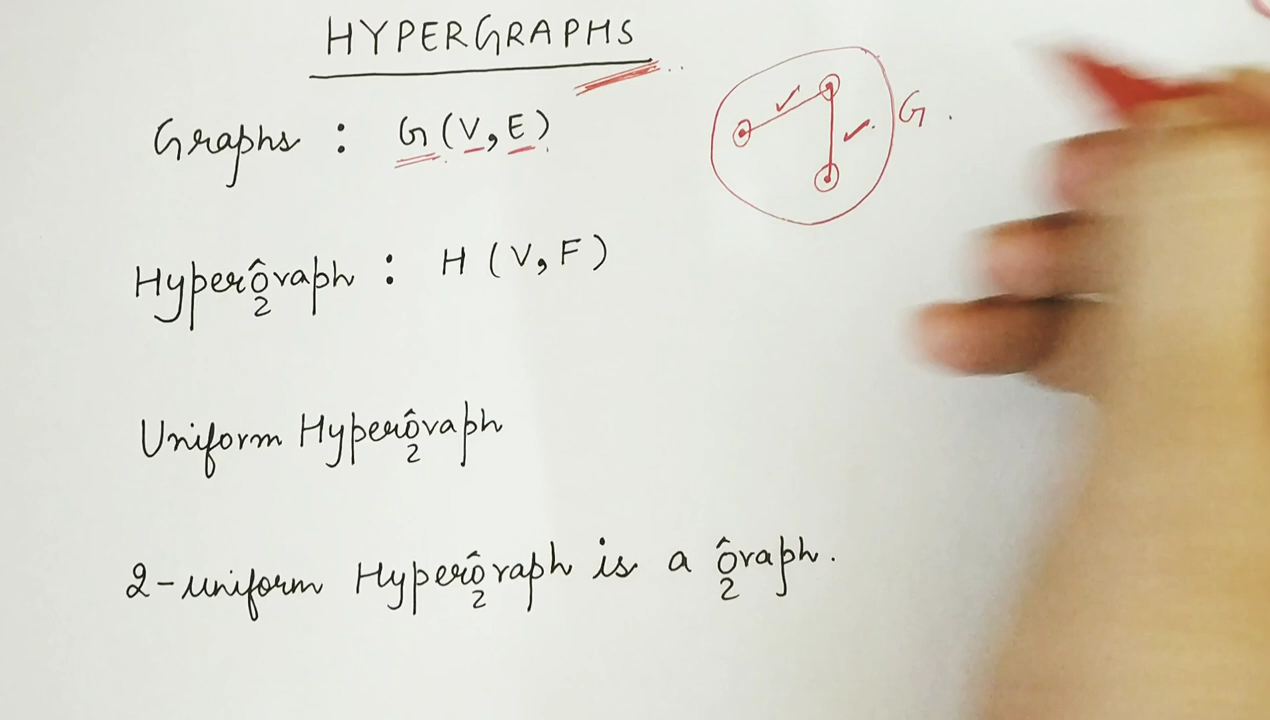 HYPERGRAPHS
Graphs : G(V,E)
G.
Hypergraph : H (V,F)
Uniform Hypergraph
2-uniform Hypergraph is a graph.